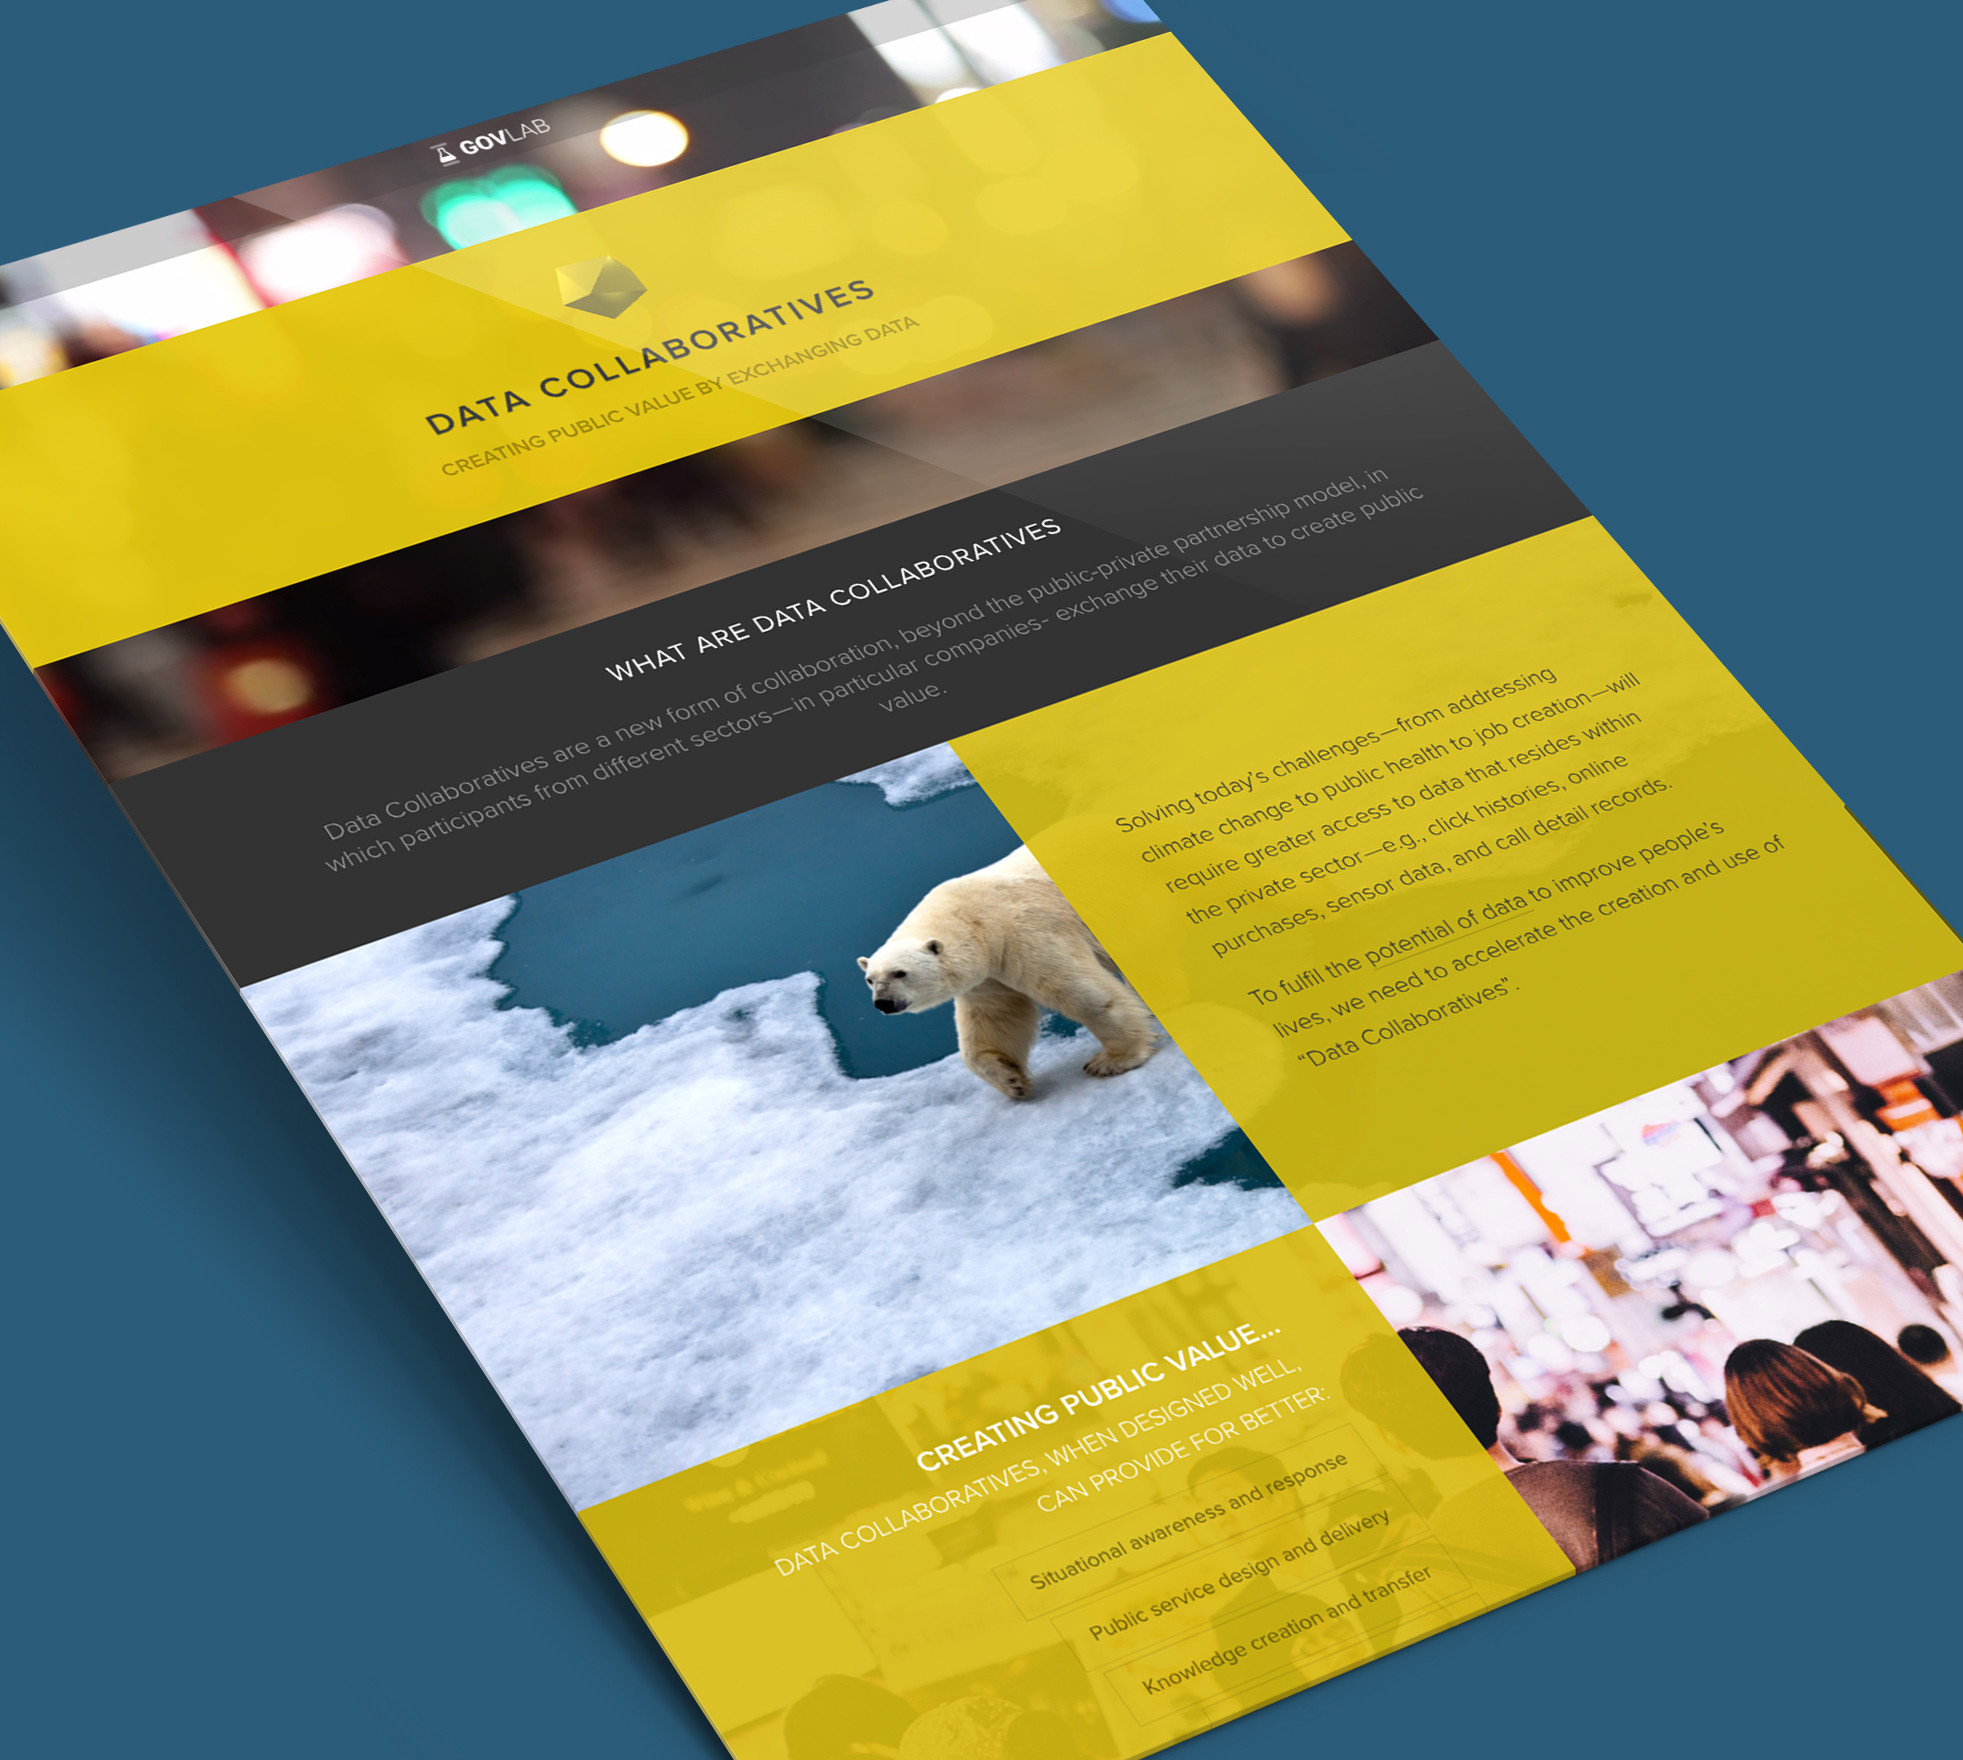 GOVLAB
DATA COLLABORATIVES
CREATING PUBLIC VALUE BY EXCHANGING DATA
WHAT ARE DATA COLLABORATIVES
Data Collaboratives are a new form of collaboration, beyond the public-private partnership model, in
which participants from different sectors—in particular companies- exchange their data to create public
value.
Solving today's challenges—from addressing
climate change to public health to job creation—will
require greater access to data that resides within
the private sector—e.g., click histories, online
purchases, sensor data, and call detail records.
To fulfil the potential of data to improve people's
lives, we need to accelerate the creation and use of
“Data Collaboratives”.
CREATING PUBLIC VALUE...
DATA COLLABORATIVES, WHEN DESIGNED WELL,
CAN PROVIDE FOR BETTER:
Situational awareness and response
Public service design and delivery
Knowledge creation and transfer